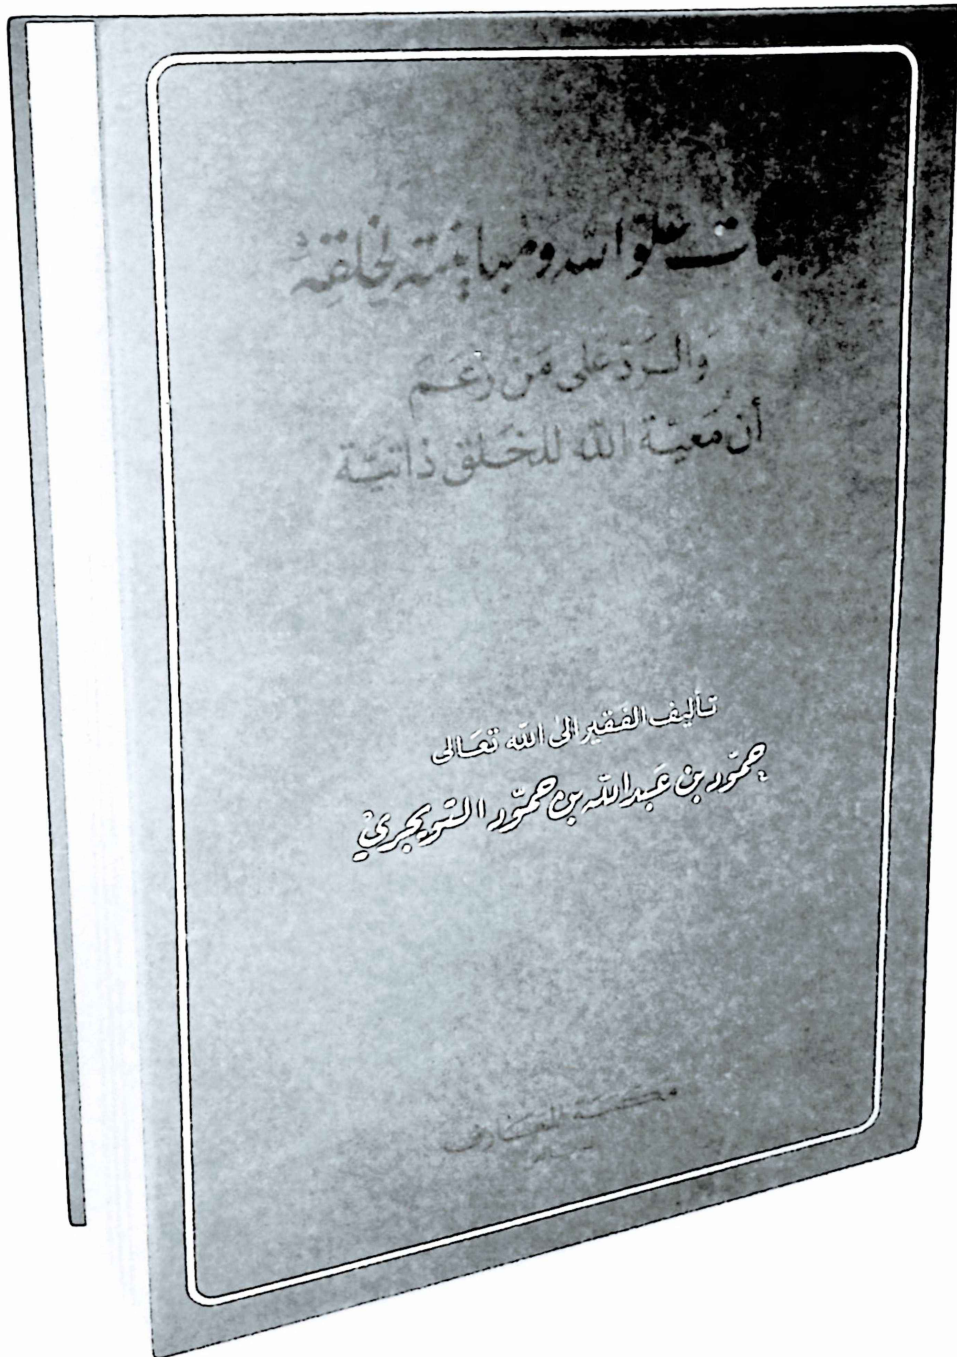 علو الله ومباينته لخلقه
والرد على من زعم
أن معية الله للخلق ذاتية
تأليف الفقير الى الله تعالى
حمود بن عبدالله بن حمود التويجري
مكتبة المعارف